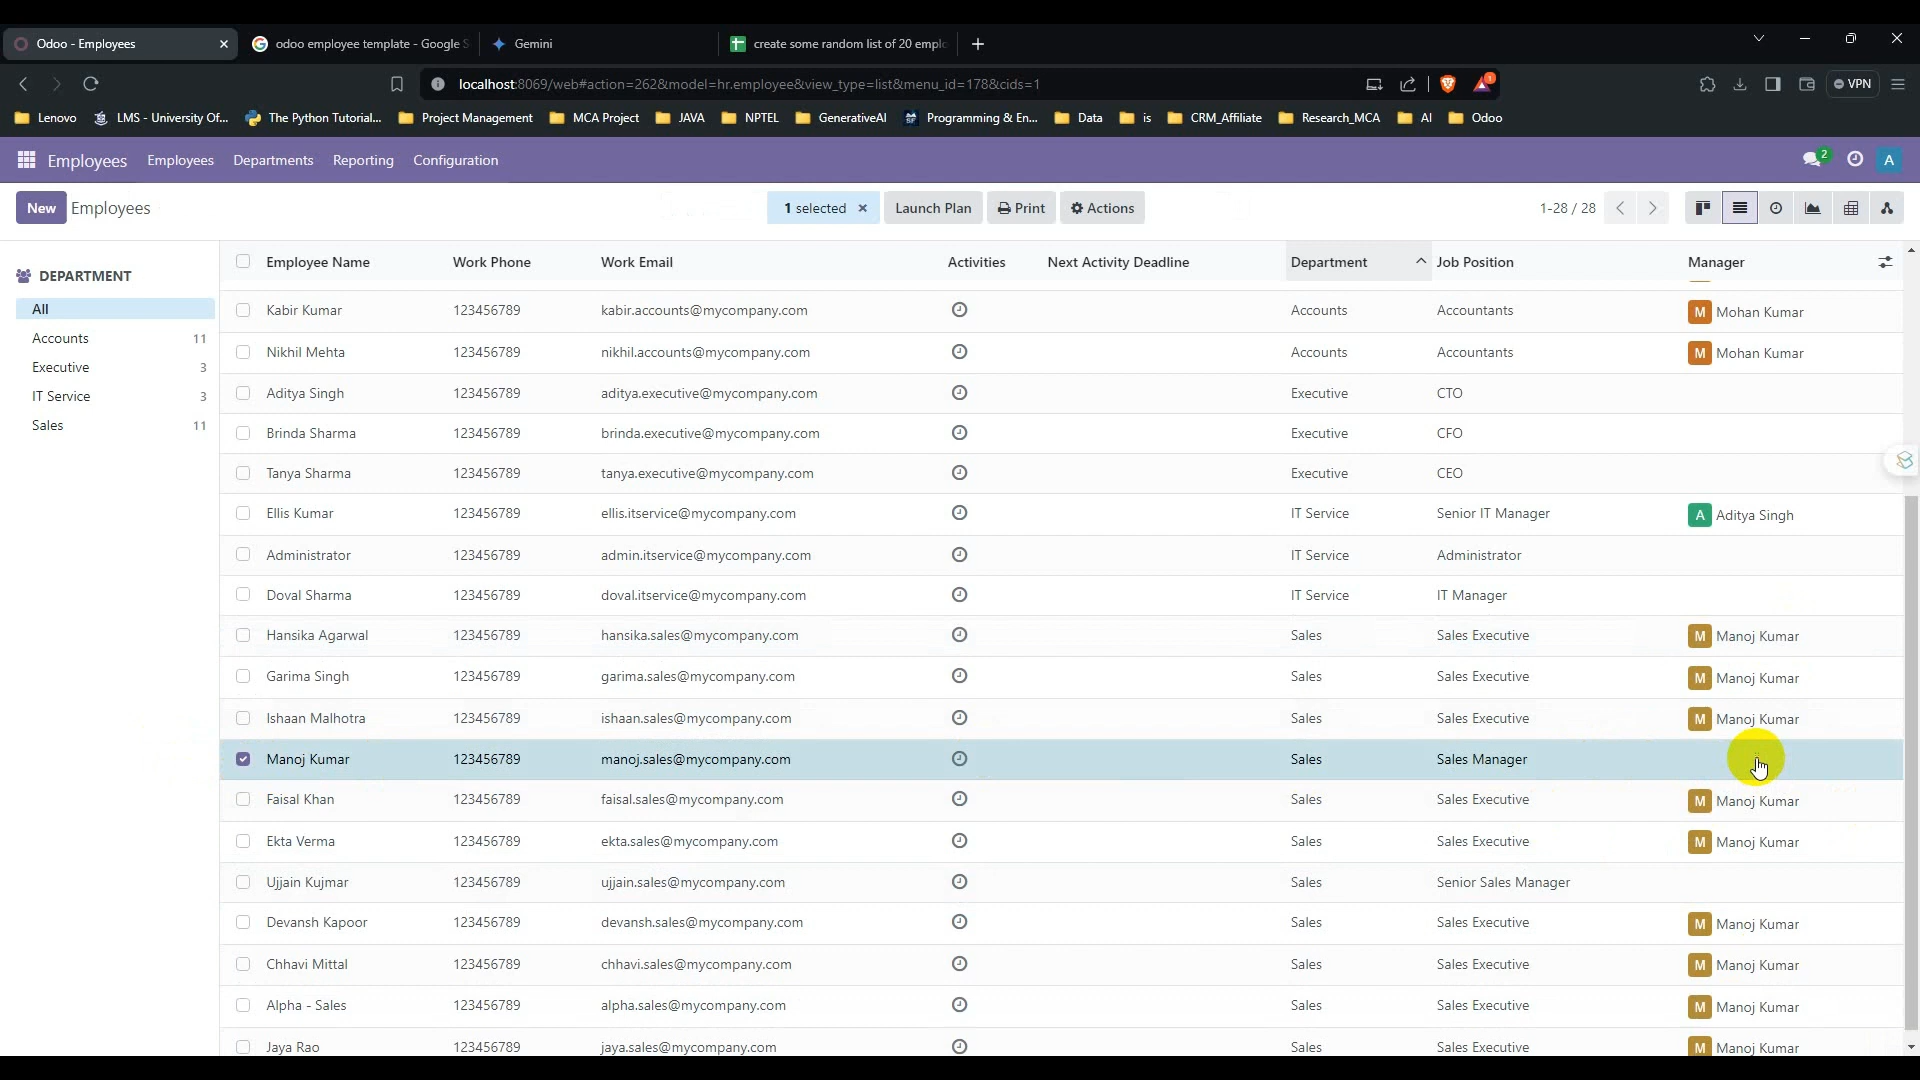 Odoo - Employees
odoo employee template - Google S
Gemini
create some random list of 20 emplo
localhost:8069/web#action=262&model=hr.employee&view_type=list&menu_id=178&cids=1
1
VPN
Lenovo
LMS - University Of...
The Python Tutorial...
Project Management
MCA Project
JAVA
NPTEL
GenerativeAI
Programming & En...
Data
is
CRM_Affiliate
Research_MCA
AI
Odoo
Employees
Employees
Departments
Reporting
Configuration
2
A
New
Employees
1 selected
Launch Plan
Print
Actions
1-28 / 28
DEPARTMENT
All
Accounts 11
Executive 3
IT Service 3
Sales 11
Employee Name Work Phone Work Email Activities Next Activity Deadline Department Job Position Manager
Kabir Kumar 123456789 kabir.accounts@mycompany.com Accounts Accountants M Mohan Kumar
Nikhil Mehta 123456789 nikhil.accounts@mycompany.com Accounts Accountants M Mohan Kumar
Aditya Singh 123456789 aditya.executive@mycompany.com Executive CTO
Brinda Sharma 123456789 brinda.executive@mycompany.com Executive CFO
Tanya Sharma 123456789 tanya.executive@mycompany.com Executive CEO
Ellis Kumar 123456789 ellis.itservice@mycompany.com IT Service Senior IT Manager A Aditya Singh
Administrator 123456789 admin.itservice@mycompany.com IT Service Administrator
Doval Sharma 123456789 doval.itservice@mycompany.com IT Service IT Manager
Hansika Agarwal 123456789 hansika.sales@mycompany.com Sales Sales Executive M Manoj Kumar
Garima Singh 123456789 garima.sales@mycompany.com Sales Sales Executive M Manoj Kumar
Ishaan Malhotra 123456789 ishaan.sales@mycompany.com Sales Sales Executive M Manoj Kumar
Manoj Kumar 123456789 manoj.sales@mycompany.com Sales Sales Manager
Faisal Khan 123456789 faisal.sales@mycompany.com Sales Sales Executive M Manoj Kumar
Ekta Verma 123456789 ekta.sales@mycompany.com Sales Sales Executive M Manoj Kumar
Ujjain Kujmar 123456789 ujjain.sales@mycompany.com Sales Senior Sales Manager
Devansh Kapoor 123456789 devansh.sales@mycompany.com Sales Sales Executive M Manoj Kumar
Chhavi Mittal 123456789 chhavi.sales@mycompany.com Sales Sales Executive M Manoj Kumar
Alpha - Sales 123456789 alpha.sales@mycompany.com Sales Sales Executive M Manoj Kumar
Jaya Rao 123456789 jaya.sales@mycompany.com Sales Sales Executive M Manoj Kumar